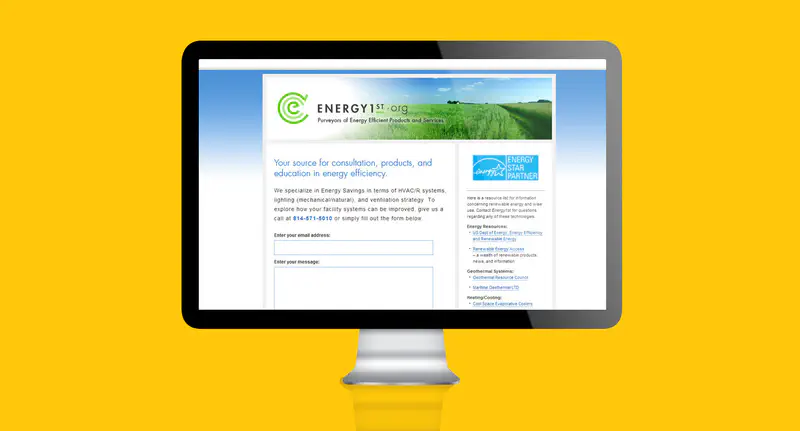 ENERGY1ST.org
Purveyors of Energy Efficient Products and Services
Your source for consultation, products, and
education in energy efficiency.
We specialize in Energy Savings in terms of HVAC/R systems,
lighting (mechanical/natural), and ventilation strategy. To
explore how your facility systems can be improved, give us a
call at 814-571-5010 or simply fill out the form below.
Enter your email address:
Enter your message:
energy
ENERGY
STAR
PARTNER
Here is a resource list for information
concerning renewable energy and wise
use. Contact Energy1st for questions
regarding any of these technologies.
Energy Resources:
US Dept of Energy, Energy Efficiency
and Renewable Energy
Renewable Energy Access
– a wealth of renewable products,
news, and information
Geothermal Systems:
Geothermal Resource Council
Geothermal LTD
Heating/Cooling:
Cool Space Evaporative Cooling